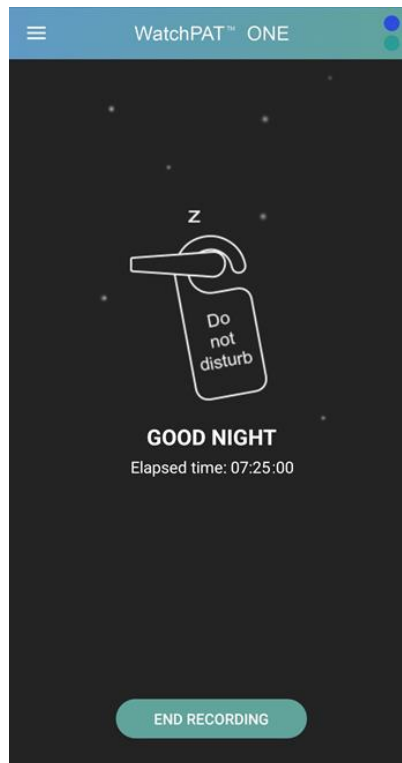 WatchPAT™ ONE
Z
Do
not
disturb
GOOD NIGHT
Elapsed time: 07:25:00
END RECORDING